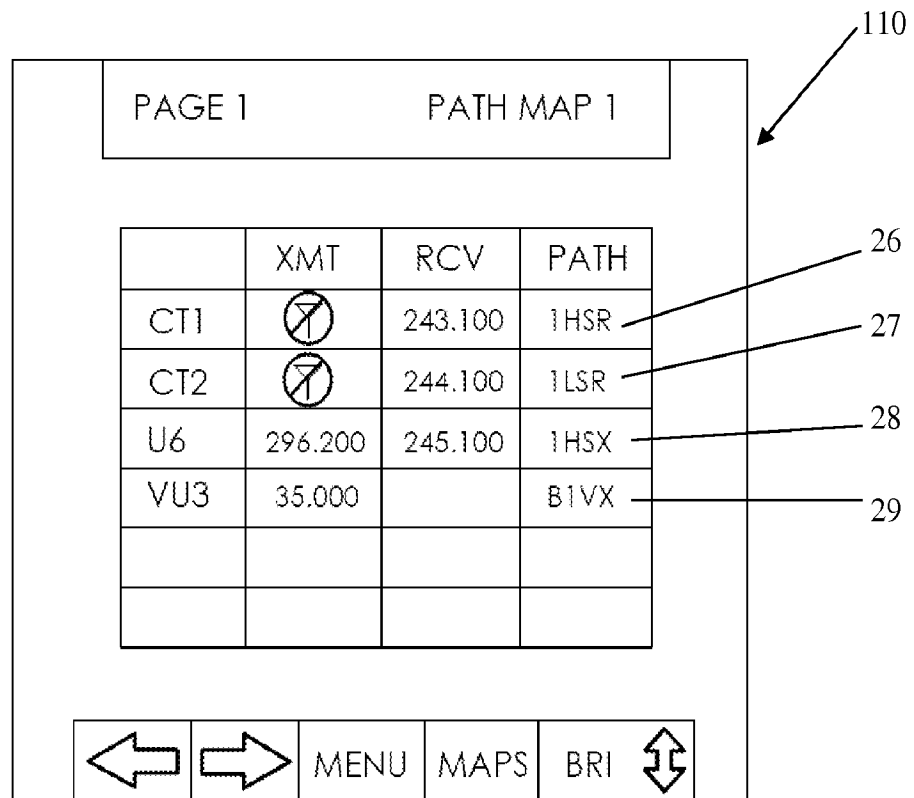 110
PAGE 1 PATH MAP 1
XMT RCV PATH
CT1 243.100 1HSR
CT2 244.100 1LSR
U6 296.200 245.100 1HSX
VU3 35.000 B1VX
26
27
28
29
MENU MAPS BRI